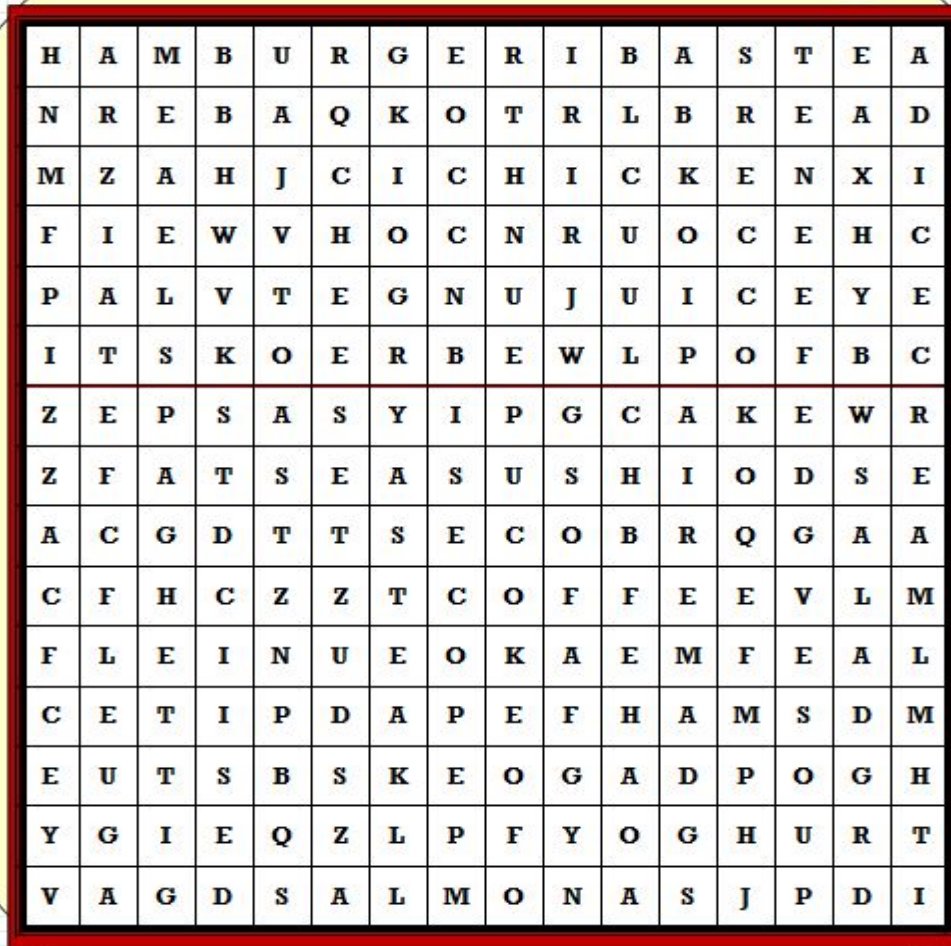 H A M B U R G E R I B A S T E A
N R E B A Q K O T R L B R E A D
M Z A H J C I C H I C K E N X I
F I E W V H O C N R U O C E H C
P A L V T E G N U J U I C E Y E
I T S K O E R B E W L P O F B C
Z E P S A S Y I P G C A K E W R
Z F A T S E A S U S H I O D S E
A C G D T T S E C O B R Q G A A
C F H C Z Z T C O F F E E V L M
F L E I N U E O K A E M F E A L
C E T I P D A P E F H A M S D M
E U T S B S K E O G A D P O G H
Y G I E Q Z L P F Y O G H U R T
V A G D S A L M O N A S J P D I